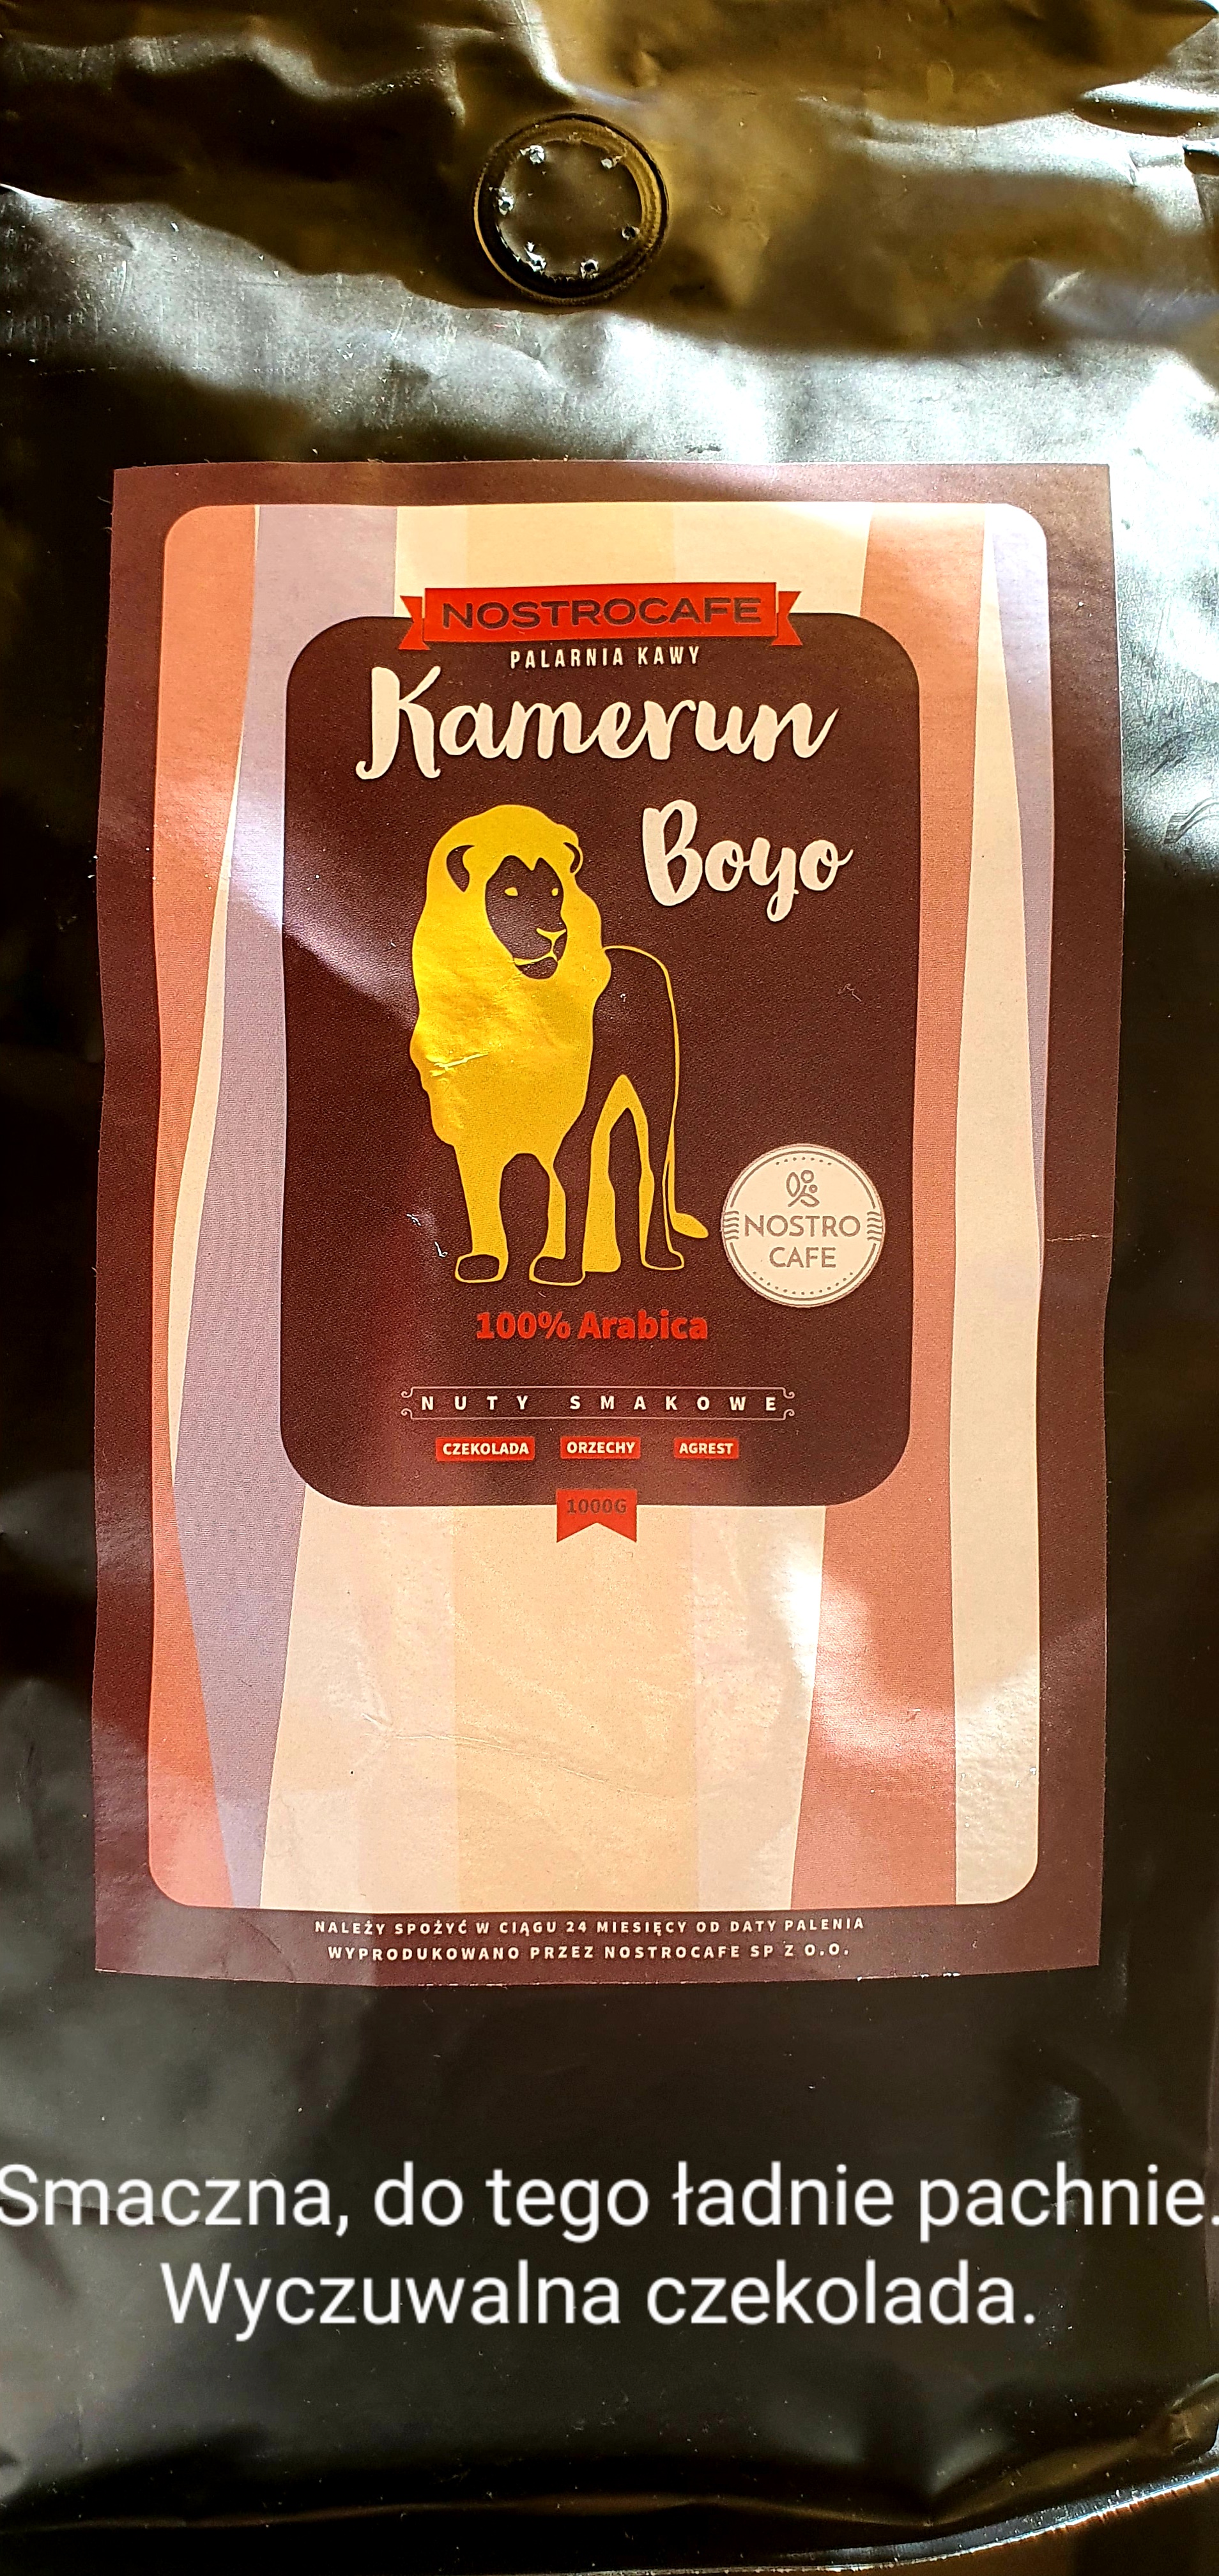 NOSTROCAFE
PALARNIA KAWY
Kamerun
Boyo
NOSTRO
CAFE
100% Arabica
NUTY SMAKOWE
CZEKOLADA ORZECHY AGREST
1000G
NALEŻY SPOŻYĆ W CIĄGU 24 MIESIĘCY OD DATY PALENIA
WYPRODUKOWANO PRZEZ NOSTROCAFE SP Z O.O.
Smaczna, do tego ładnie pachnie.
Wyczuwalna czekolada.